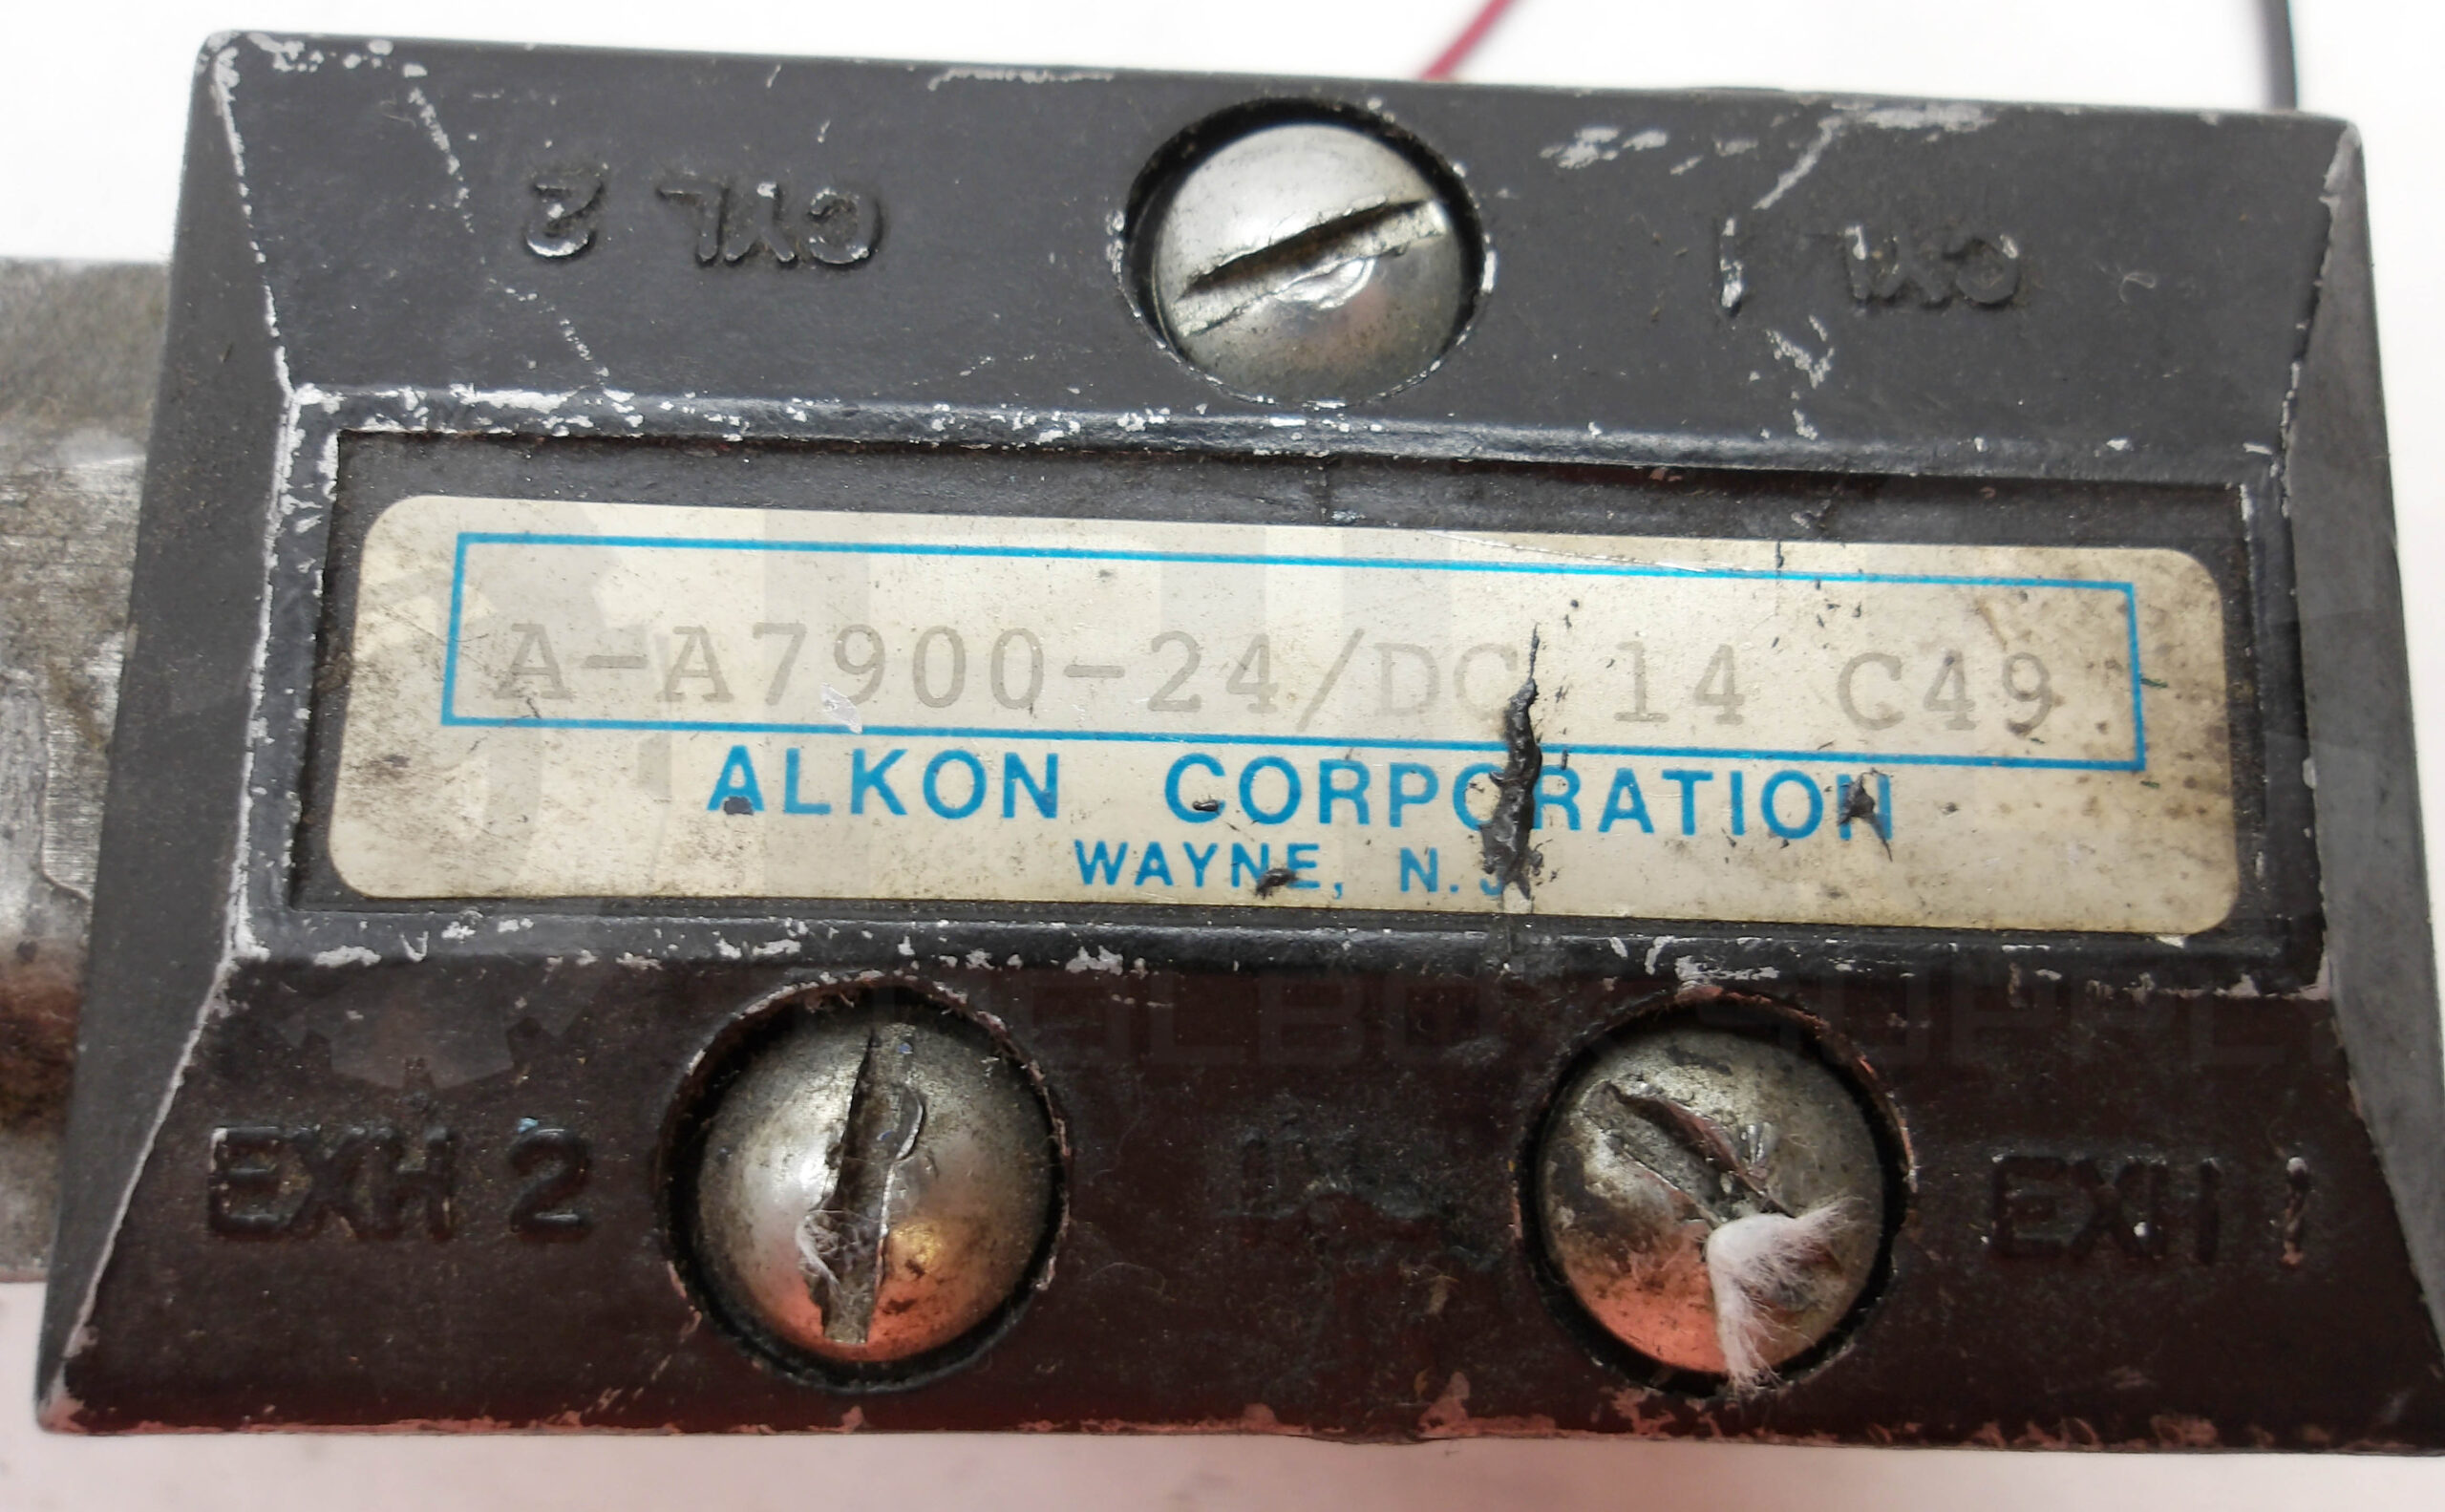 CYL 2
CYL 1
A-A7900-24/DC 14 C49
ALKON CORPORATION
WAYNE, N.J.
EXH 2
EXH 1